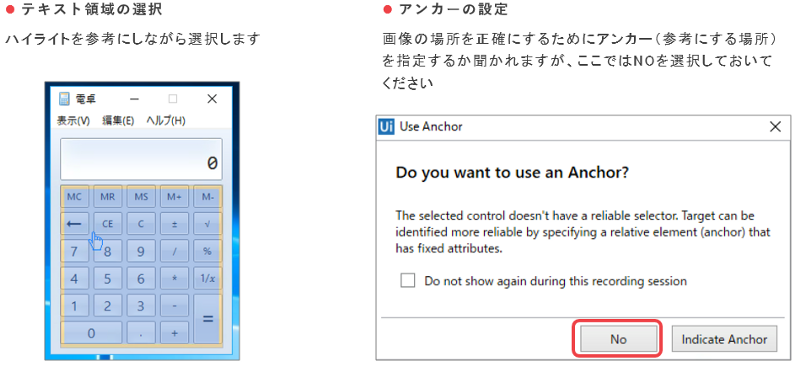 ● テキスト領域の選択
ハイライトを参考にしながら選択します
電卓
表示(V) 編集(E) ヘルプ(H)
0
MC MR MS M+ M-
← CE C ± √
7 8 9 / %
4 5 6 * 1/x
1 2 3 - =
0 . +
● アンカーの設定
画像の場所を正確にするためにアンカー（参考にする場所）
を指定するか聞かれますが、ここではNOを選択しておいて
ください
Ui Use Anchor
Do you want to use an Anchor?
The selected control doesn't have a reliable selector. Target can be
identified more reliable by specifying a relative element (anchor) that
has fixed attributes.
Do not show again during this recording session
No Indicate Anchor